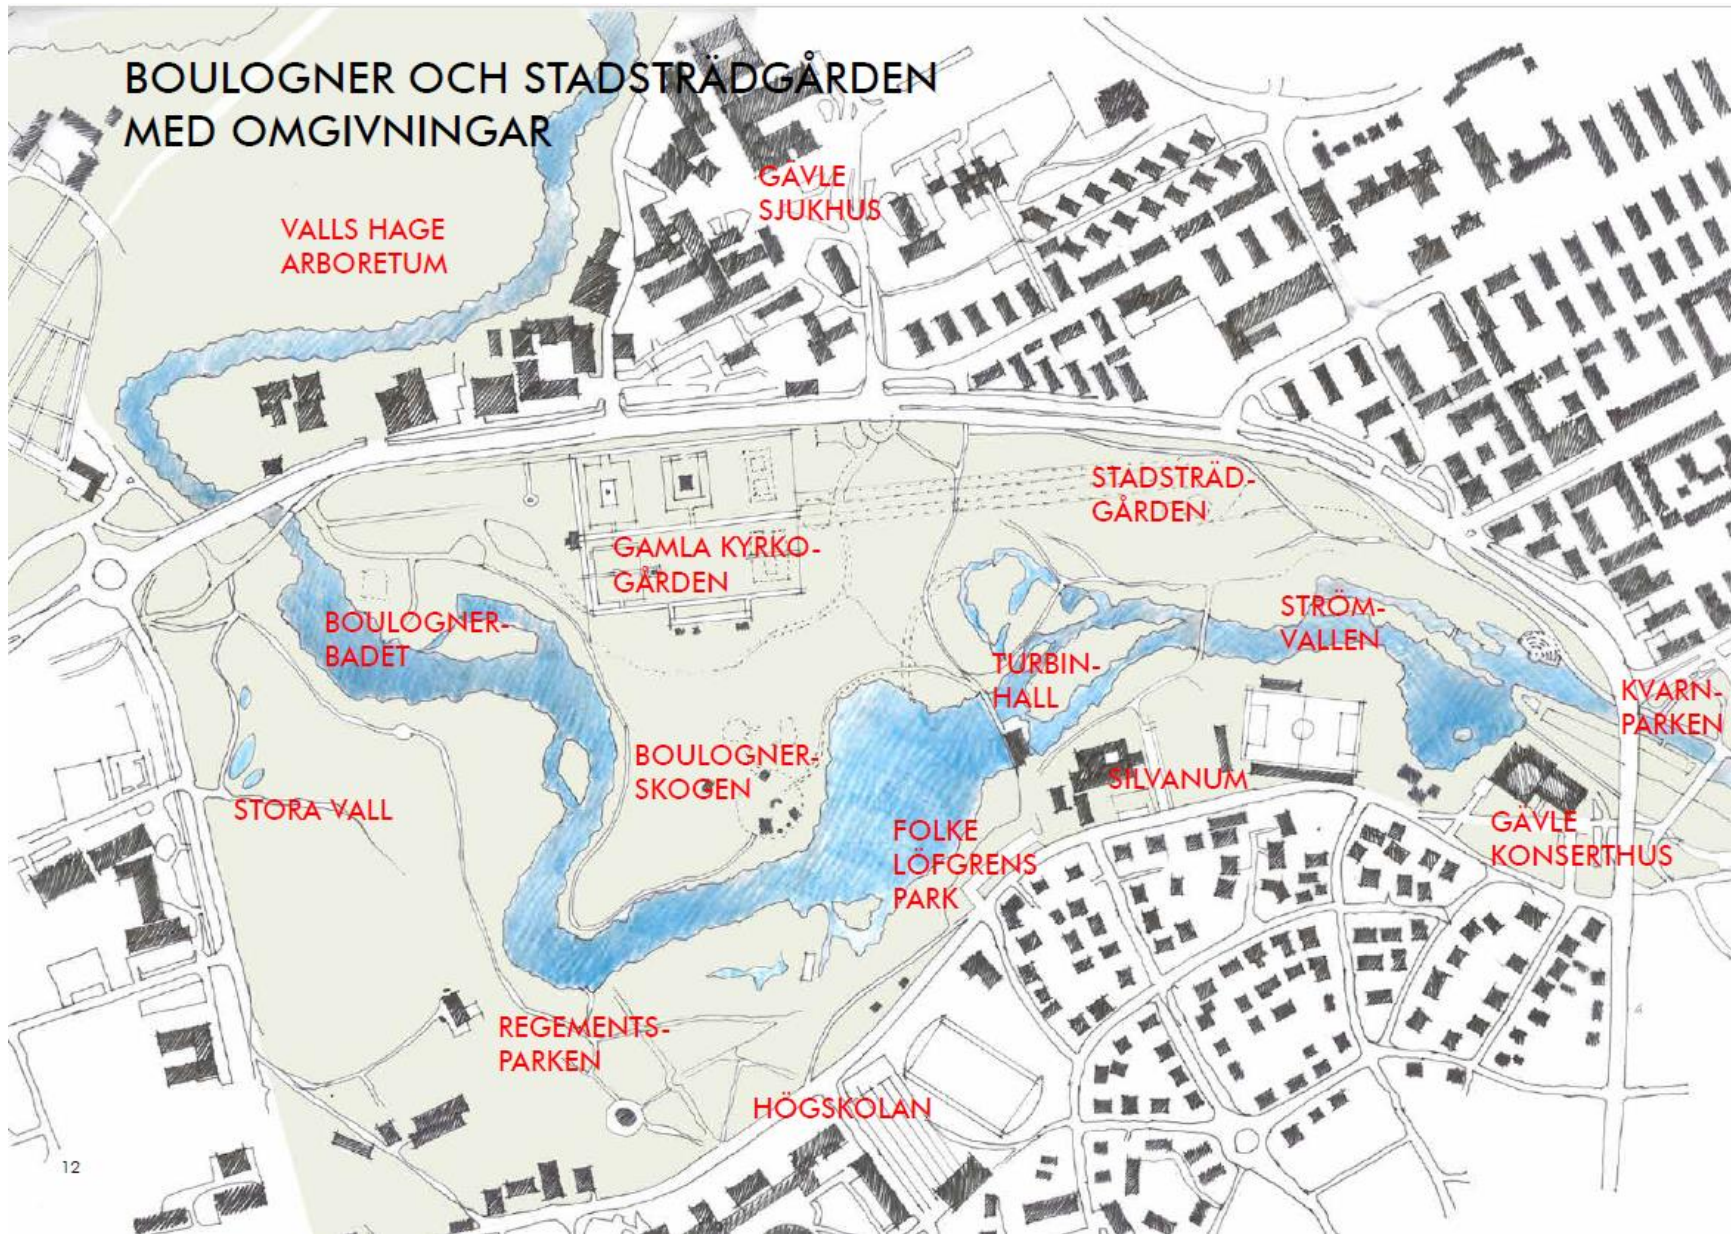 BOULOGNER OCH STADSTRÄDGÅRDEN
MED OMGIVNINGAR
GÄVLE
SJUKHUS
VALLS HAGE
ARBORETUM
STADSTRÄD-
GÅRDEN
GAMLA KYRKO-
GÅRDEN
BOULOGNER-
BADET
STRÖM-
VALLEN
TURBIN-
HALL
KVARN-
PARKEN
BOULOGNER-
SKOGEN
SILVANUM
STORA VALL
FOLKE
LÖFGRENS
PARK
GÄVLE
KONSERTHUS
REGEMENTS-
PARKEN
HÖGSKOLAN
12